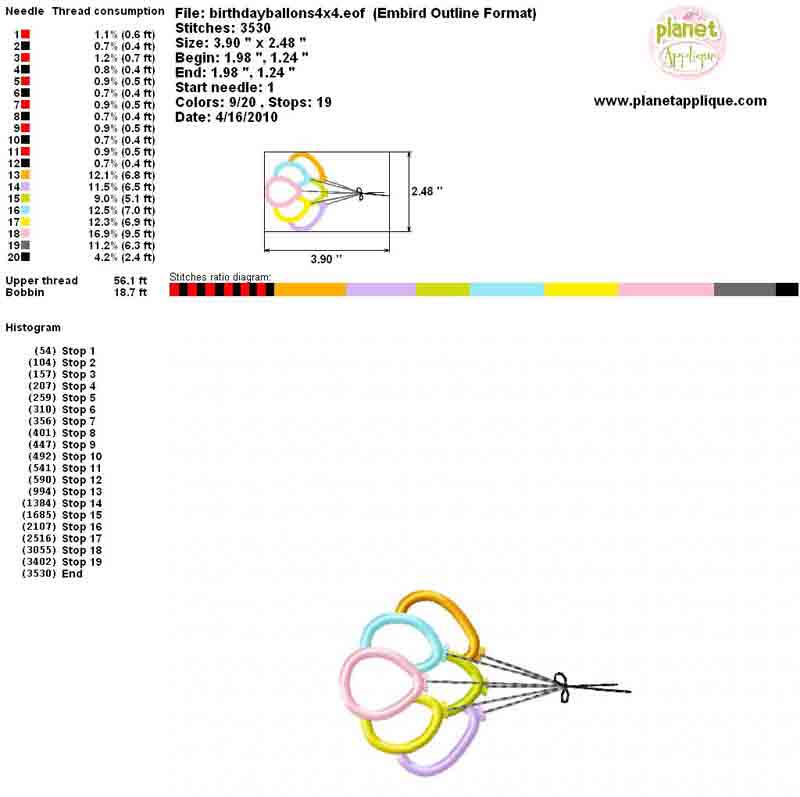 Needle Thread consumption
1 1.1% (0.6 ft)
2 0.7% (0.4 ft)
3 1.2% (0.7 ft)
4 0.8% (0.4 ft)
5 0.9% (0.5 ft)
6 0.7% (0.4 ft)
7 0.9% (0.5 ft)
8 0.7% (0.4 ft)
9 0.9% (0.5 ft)
10 0.7% (0.4 ft)
11 0.9% (0.5 ft)
12 0.7% (0.4 ft)
13 12.1% (6.8 ft)
14 11.5% (6.5 ft)
15 9.0% (5.1 ft)
16 12.5% (7.0 ft)
17 12.3% (6.9 ft)
18 16.9% (9.5 ft)
19 11.2% (6.3 ft)
20 4.2% (2.4 ft)
Upper thread 56.1 ft
Bobbin 18.7 ft
File: birthdayballons4x4.eof (Embird Outline Format)
Stitches: 3530
Size: 3.90 " x 2.48 "
Begin: 1.98 ", 1.24 "
End: 1.98 ", 1.24 "
Start needle: 1
Colors: 9/20 , Stops: 19
Date: 4/16/2010
planet
Applique
www.planetapplique.com
2.48 "
3.90 "
Stitches ratio diagram:
Histogram
(54) Stop 1
(104) Stop 2
(157) Stop 3
(207) Stop 4
(259) Stop 5
(310) Stop 6
(356) Stop 7
(401) Stop 8
(447) Stop 9
(492) Stop 10
(541) Stop 11
(590) Stop 12
(994) Stop 13
(1384) Stop 14
(1685) Stop 15
(2107) Stop 16
(2516) Stop 17
(3055) Stop 18
(3402) Stop 19
(3530) End